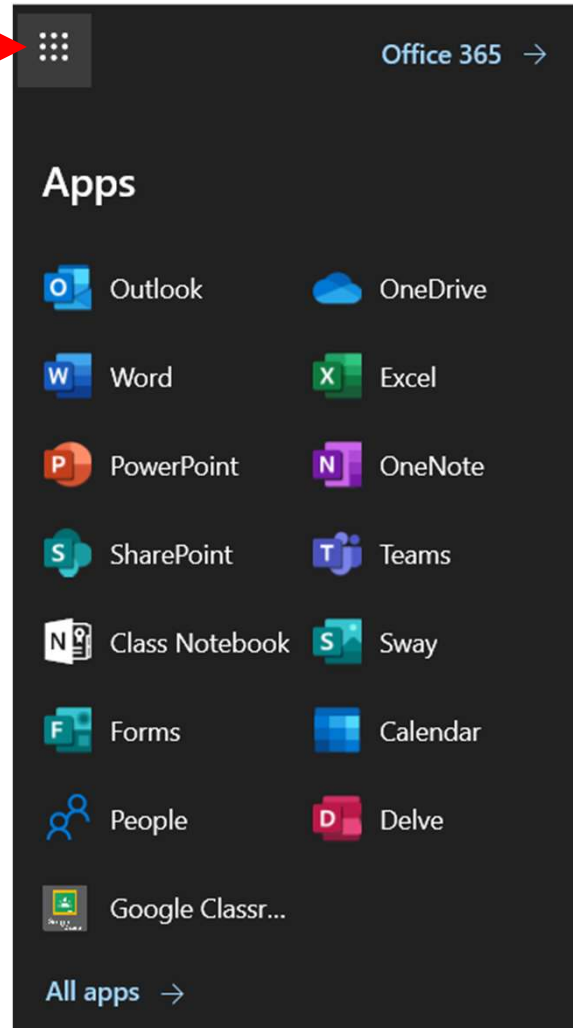 Office 365 →
Apps
O Outlook
OneDrive
W Word
X Excel
P PowerPoint
N OneNote
S SharePoint
T Teams
N Class Notebook
S Sway
F Forms
Calendar
People
D Delve
Google Classr...
All apps →